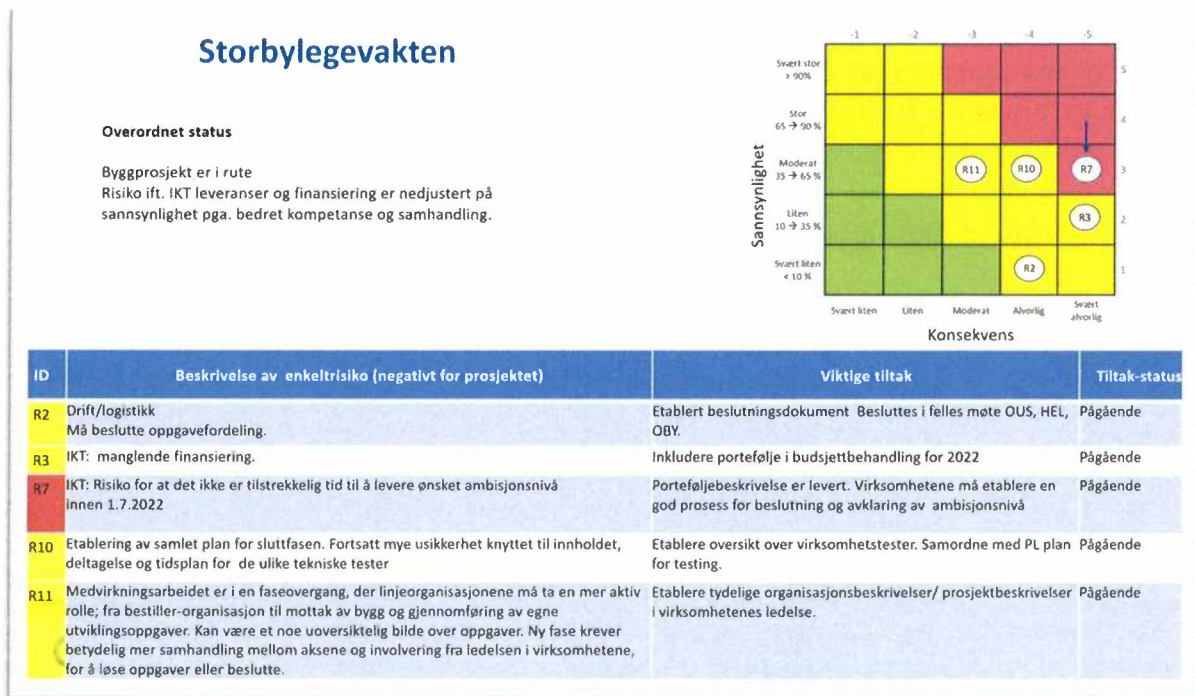 Storbylegevakten
Overordnet status
Byggprosjekt er i rute
Risiko ift. IKT leveranser og finansiering er nedjustert på
sannsynlighet pga. bedret kompetanse og samhandling.
-1 -2 -3 -4 -5
Sannsynlighet
Svært stor
> 90%
5
Stor
65 → 90 %
4
Moderat
35 → 65 %
R11 R10 R7 3
Liten
10 → 35 %
R3 2
Svært liten
< 10 %
R2 1
Svært liten Liten Moderat Alvorlig Svært
alvorlig
Konsekvens
ID Beskrivelse av enkeltrisiko (negativt for prosjektet) Viktige tiltak Tiltak-status
R2 Drift/logistikk Etablert beslutningsdokument Besluttes i felles møte OUS, HEL, Pågående
Må beslutte oppgavefordeling. OBY.
R3 IKT: manglende finansiering. Inkludere portefølje i budsjettbehandling for 2022 Pågående
R7 IKT: Risiko for at det ikke er tilstrekkelig tid til å levere ønsket ambisjonsnivå Porteføljebeskrivelse er levert. Virksomhetene må etablere en Pågående
innen 1.7.2022 god prosess for beslutning og avklaring av ambisjonsnivå
R10 Etablering av samlet plan for sluttfasen. Fortsatt mye usikkerhet knyttet til innholdet, Etablere oversikt over virksomhetstester. Samordne med PL plan Pågående
deltagelse og tidsplan for de ulike tekniske tester for testing.
R11 Medvirkningsarbeidet er i en faseovergang, der linjeorganisasjonene må ta en mer aktiv Etablere tydelige organisasjonsbeskrivelser/ prosjektbeskrivelser Pågående
rolle; fra bestiller-organisasjon til mottak av bygg og gjennomføring av egne i virksomhetenes ledelse.
utviklingsoppgaver. Kan være et noe uoversiktelig bilde over oppgaver. Ny fase krever
betydelig mer samhandling mellom aksene og involvering fra ledelsen i virksomhetene,
for å løse oppgaver eller beslutte.